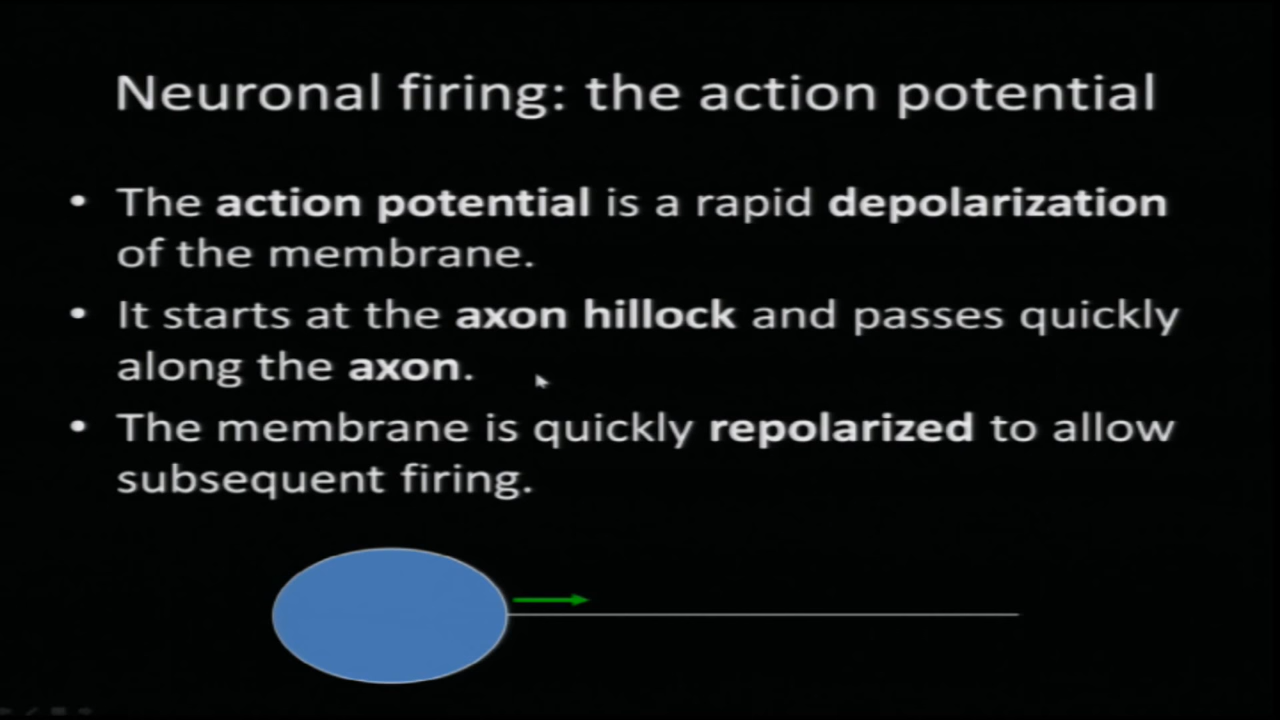 Neuronal firing: the action potential
• The action potential is a rapid depolarization
of the membrane.
• It starts at the axon hillock and passes quickly
along the axon.
• The membrane is quickly repolarized to allow
subsequent firing.